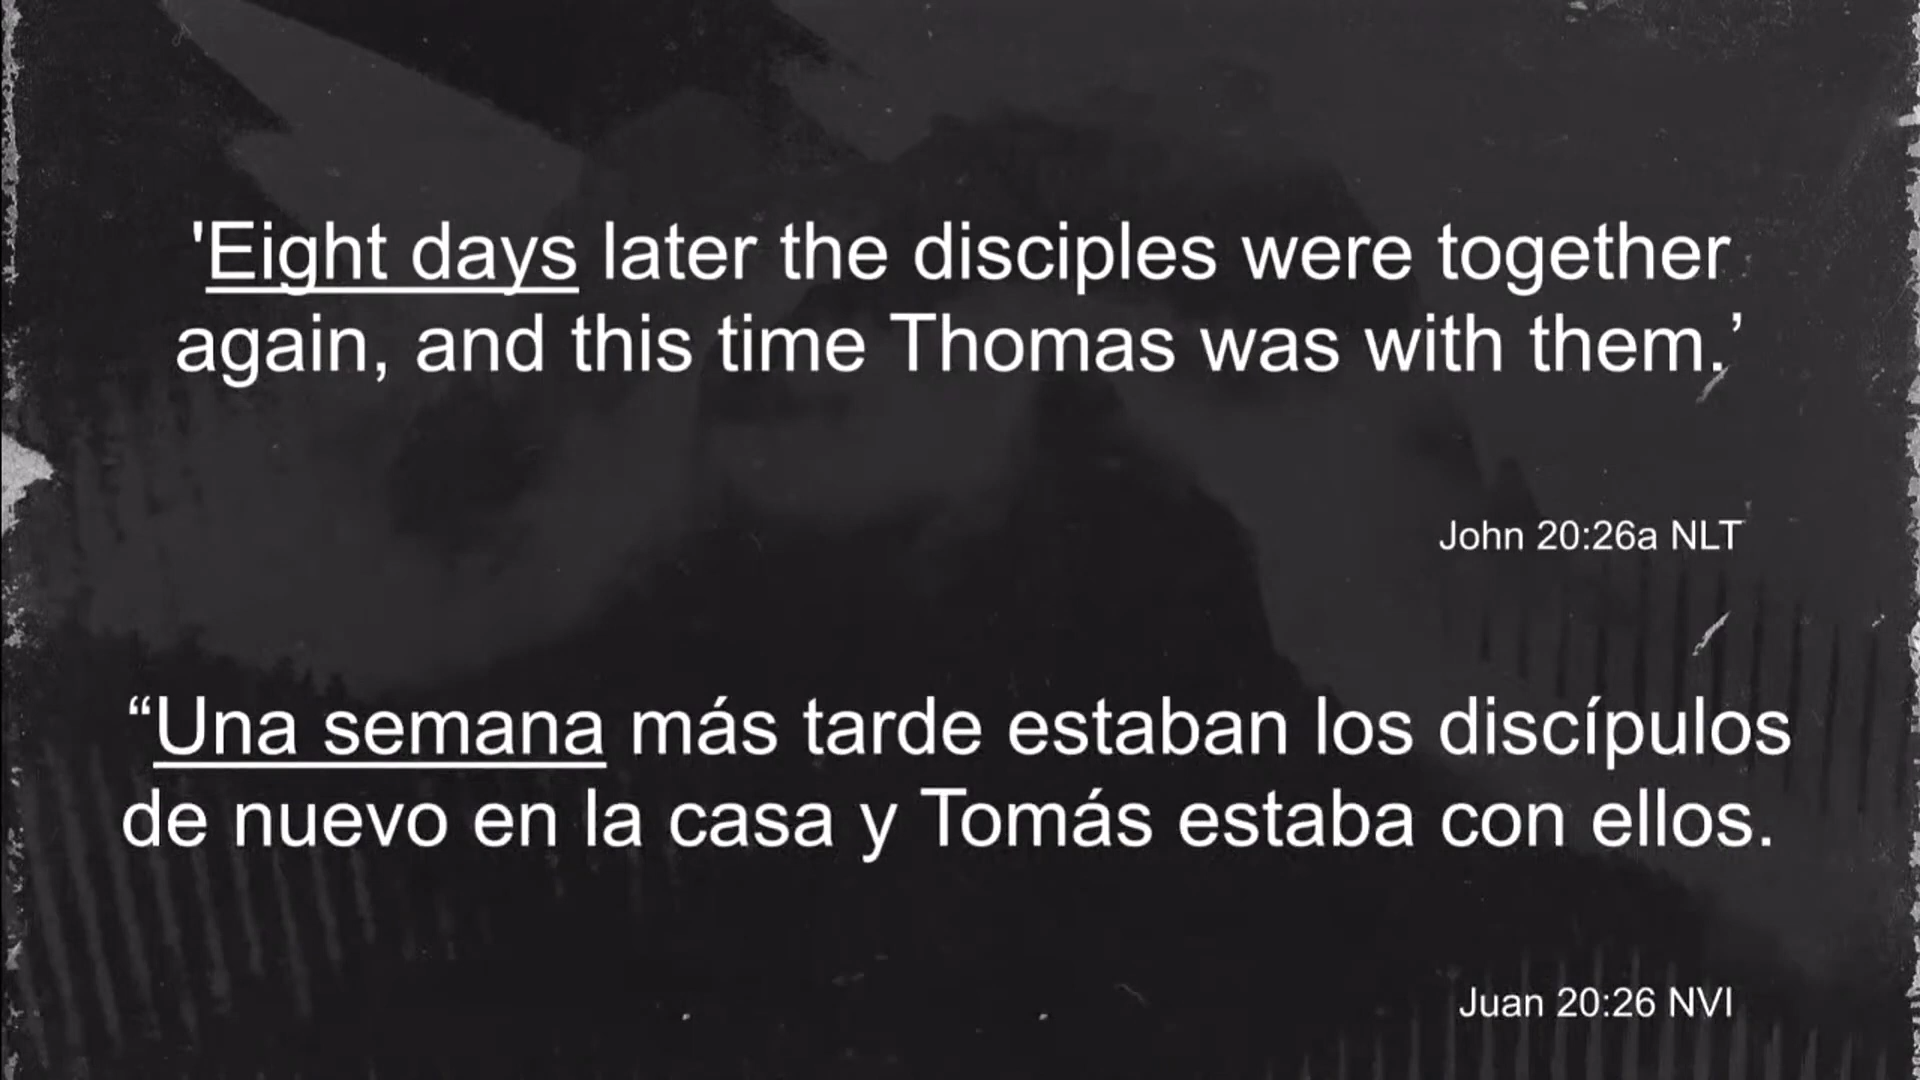 'Eight days later the disciples were together
again, and this time Thomas was with them.’
John 20:26a NLT
“Una semana más tarde estaban los discípulos
de nuevo en la casa y Tomás estaba con ellos.
Juan 20:26 NVI